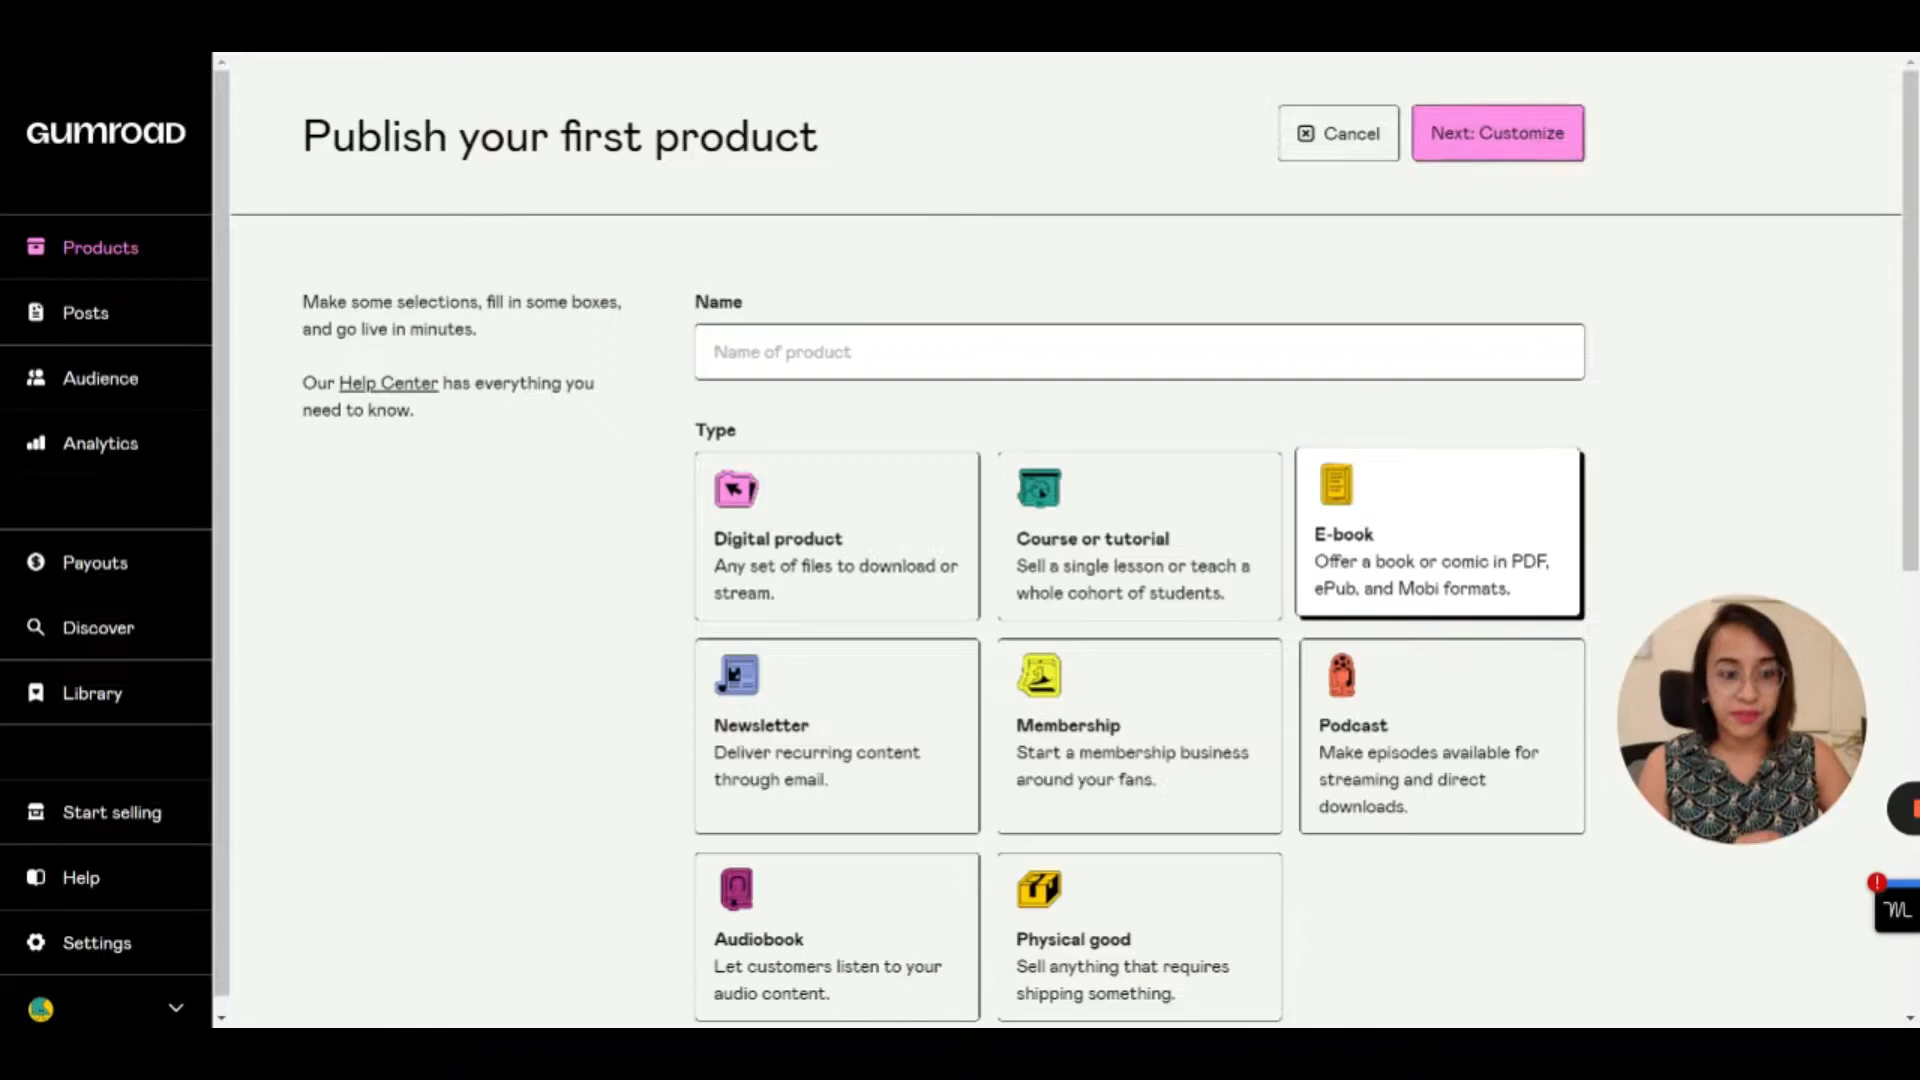 GUMROAD
Products
Posts
Audience
Analytics
Payouts
Discover
Library
Start selling
Help
Settings
Publish your first product
Cancel
Next: Customize
Make some selections, fill in some boxes,
and go live in minutes.
Our Help Center has everything you
need to know.
Name
Name of product
Type
Digital product
Any set of files to download or
stream.
Course or tutorial
Sell a single lesson or teach a
whole cohort of students.
E-book
Offer a book or comic in PDF,
ePub, and Mobi formats.
Newsletter
Deliver recurring content
through email.
Membership
Start a membership business
around your fans.
Podcast
Make episodes available for
streaming and direct
downloads.
Audiobook
Let customers listen to your
audio content.
Physical good
Sell anything that requires
shipping something.